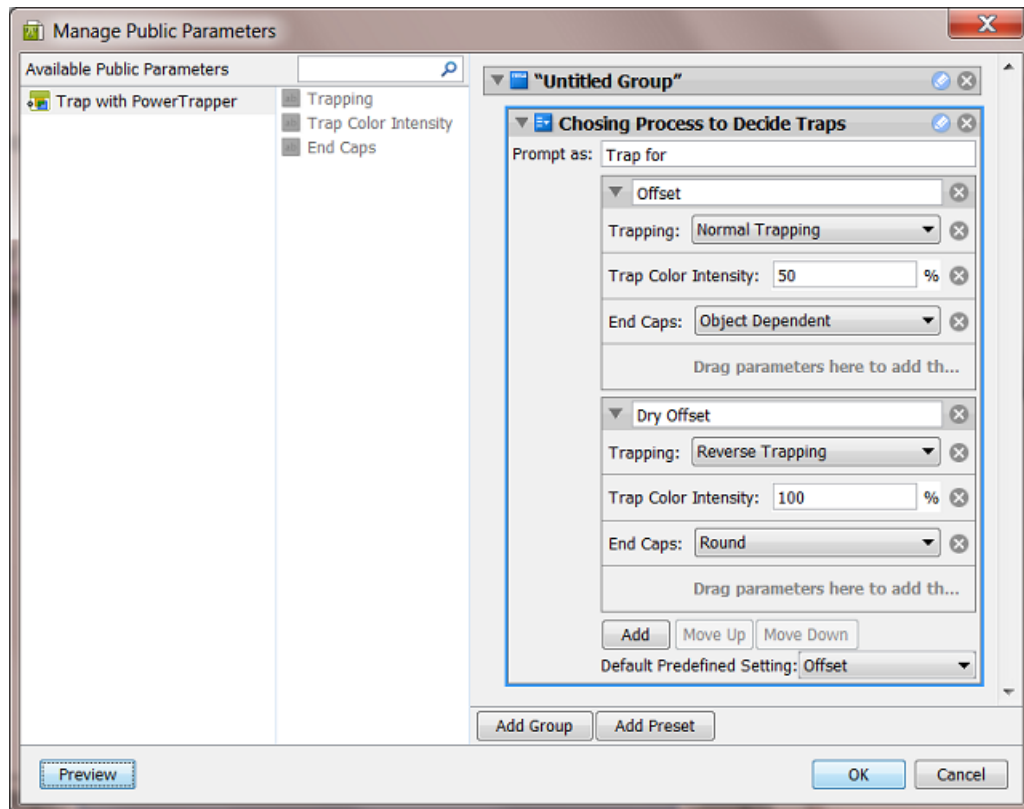 Manage Public Parameters
Available Public Parameters
Trap with PowerTrapper
Trapping
Trap Color Intensity
End Caps
"Untitled Group"
Chosing Process to Decide Traps
Prompt as: Trap for
Offset
Trapping: Normal Trapping
Trap Color Intensity: 50 %
End Caps: Object Dependent
Drag parameters here to add th...
Dry Offset
Trapping: Reverse Trapping
Trap Color Intensity: 100 %
End Caps: Round
Drag parameters here to add th...
Add Move Up Move Down
Default Predefined Setting: Offset
Add Group Add Preset
Preview OK Cancel